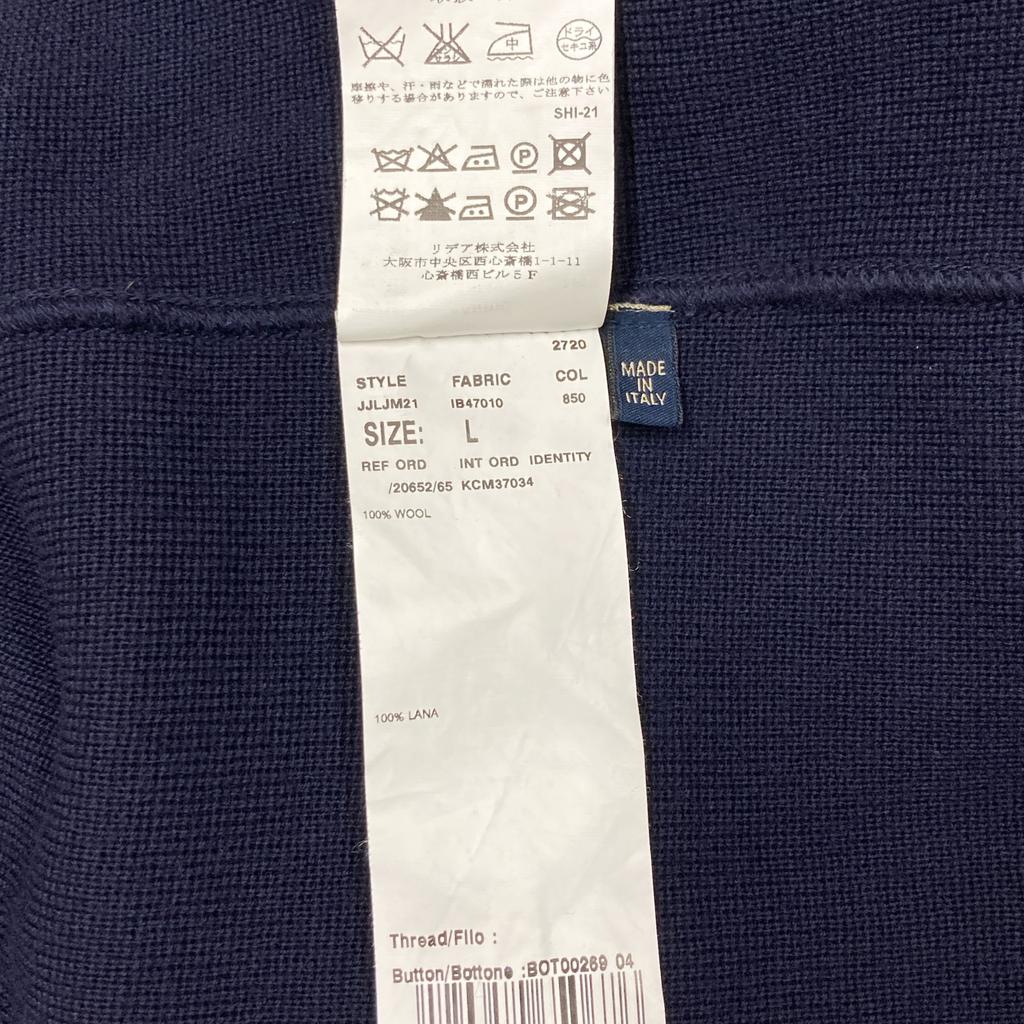 中
ドライ
セキユ系
摩擦や、汗・雨などで濡れた際は他の物に色
移りする場合がありますので、ご注意下さい
SHI-21
P
P
リデア株式会社
大阪市中央区西心斎橋1-1-11
心斎橋西ビル5F
2720
STYLE FABRIC COL
JJLJM21 IB47010 850
SIZE: L
REF ORD INT ORD IDENTITY
/20652/65 KCM37034
100% WOOL
MADE
IN
ITALY
100% LANA
Thread/Filo :
Button/Bottone :BOT00269 04